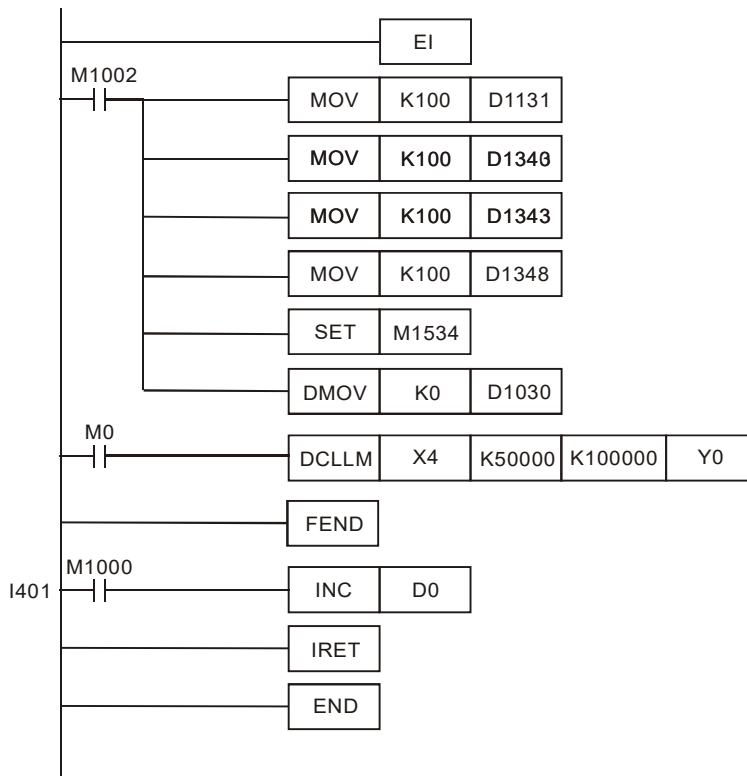 EI
M1002
MOV K100 D1131
MOV K100 D1340
MOV K100 D1343
MOV K100 D1348
SET M1534
DMOV K0 D1030
M0
DCLLM X4 K50000 K100000 Y0
FEND
M1000
I401 INC D0
IRET
END